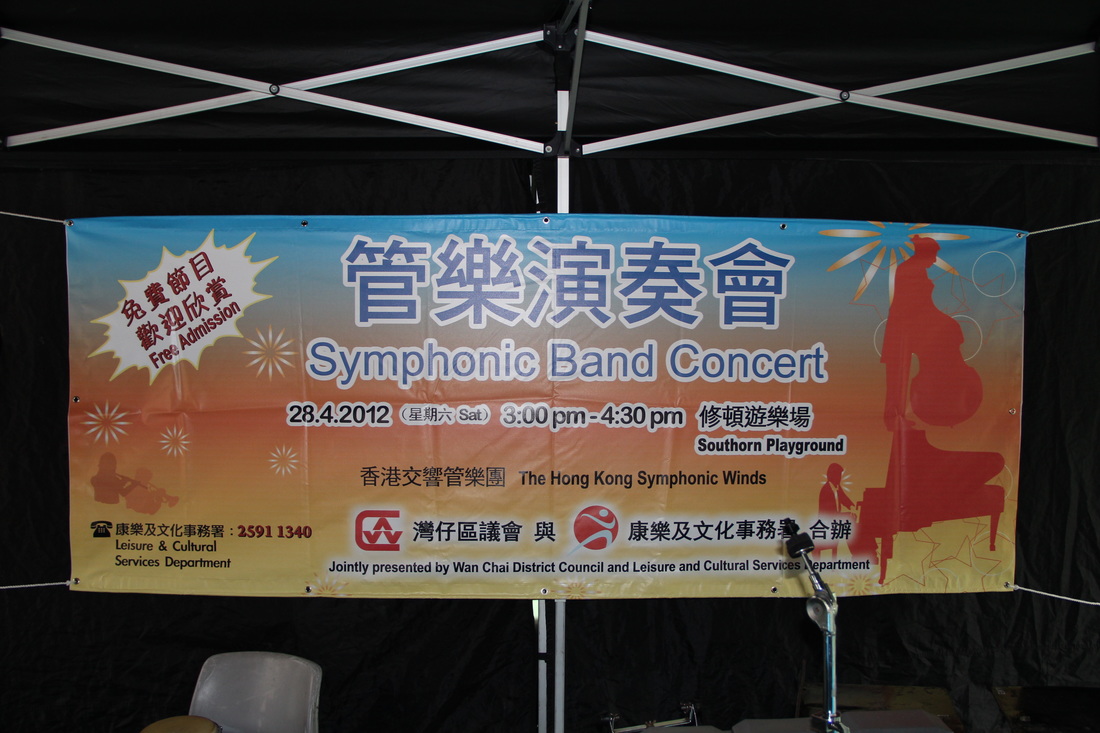 免費節目
歡迎欣賞
Free Admission
管樂演奏會
Symphonic Band Concert
28.4.2012 (星期六 Sat) 3:00 pm - 4:30 pm 修頓遊樂場
Southorn Playground
香港交響管樂團 The Hong Kong Symphonic Winds
☎ 康樂及文化事務署：2591 1340
Leisure & Cultural
Services Department
灣仔區議會 與 康樂及文化事務署 合辦
Jointly presented by Wan Chai District Council and Leisure and Cultural Services Department